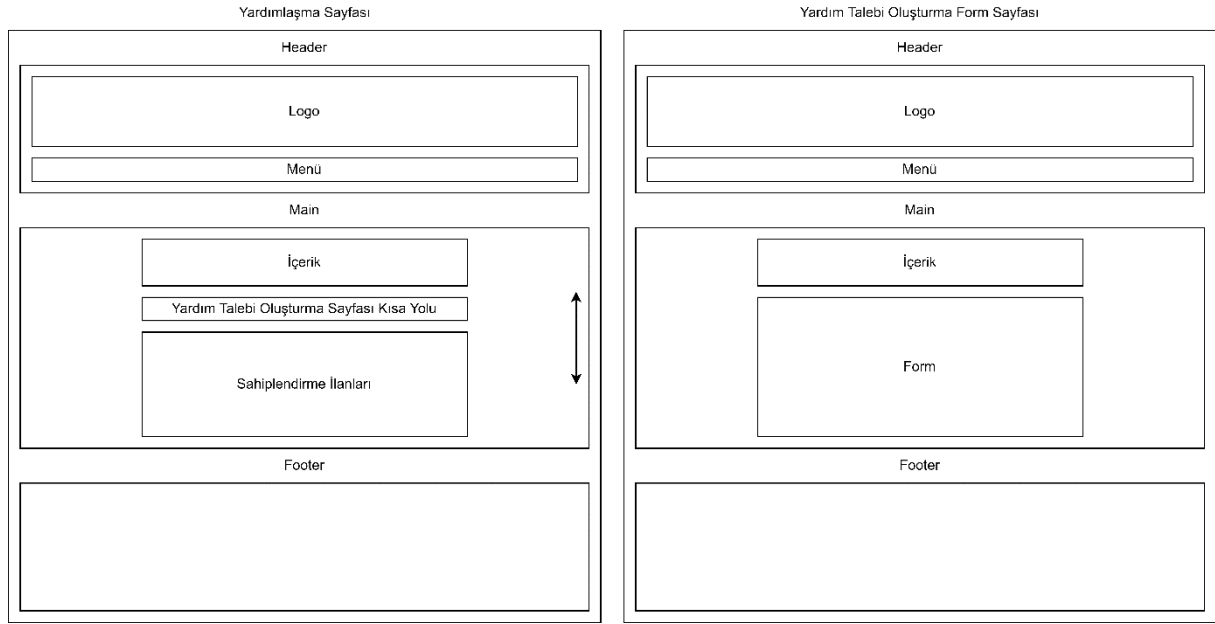 Yardımlaşma Sayfası
Header
Logo
Menü
Main
İçerik
Yardım Talebi Oluşturma Sayfası Kısa Yolu
Sahiplendirme İlanları
Footer
Yardım Talebi Oluşturma Form Sayfası
Header
Logo
Menü
Main
İçerik
Form
Footer